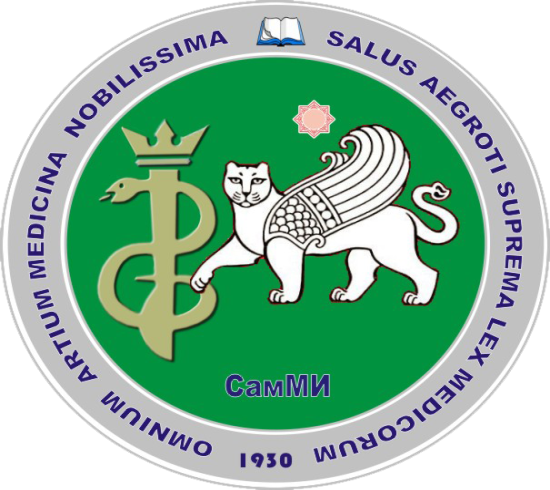 OMNIUM ARTIUM MEDICINA NOBILISSIMA
SALUS AEGROTI SUPREMA LEX MEDICORUM
СамМИ
1930